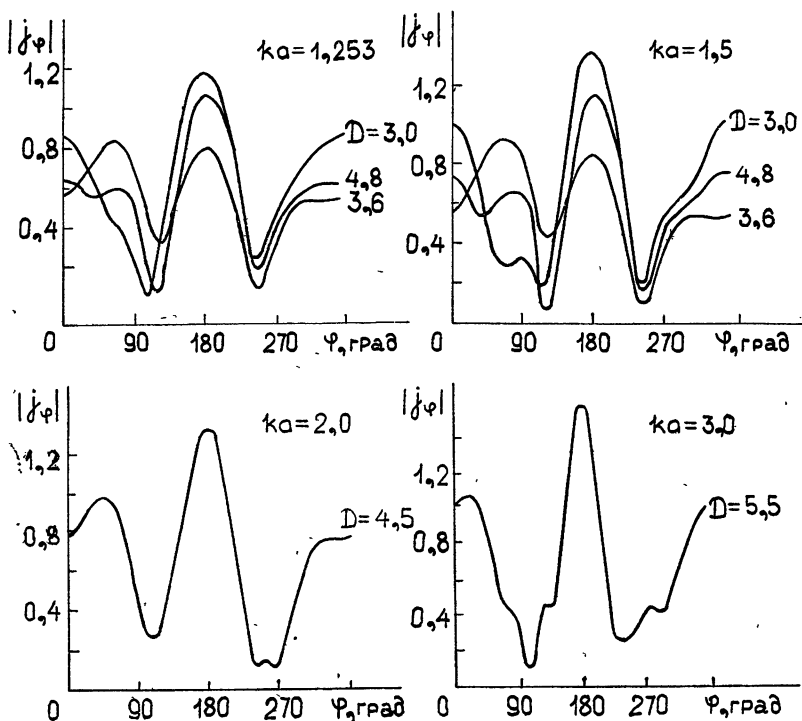 |jφ|
ka=1,253
1,2
0,8
0,4
0
D=3,0
4,8
3,6
90
180
270
φ,град
|jφ|
ka=1,5
1,2
0,8
0,4
0
D=3,0
4,8
3,6
90
180
270
φ,град
|jφ|
ka=2,0
1,2
0,8
0,4
0
D=4,5
90
180
270
φ,град
|jφ|
ka=3,0
1,2
0,8
0,4
0
D=5,5
90
180
270
φ,град